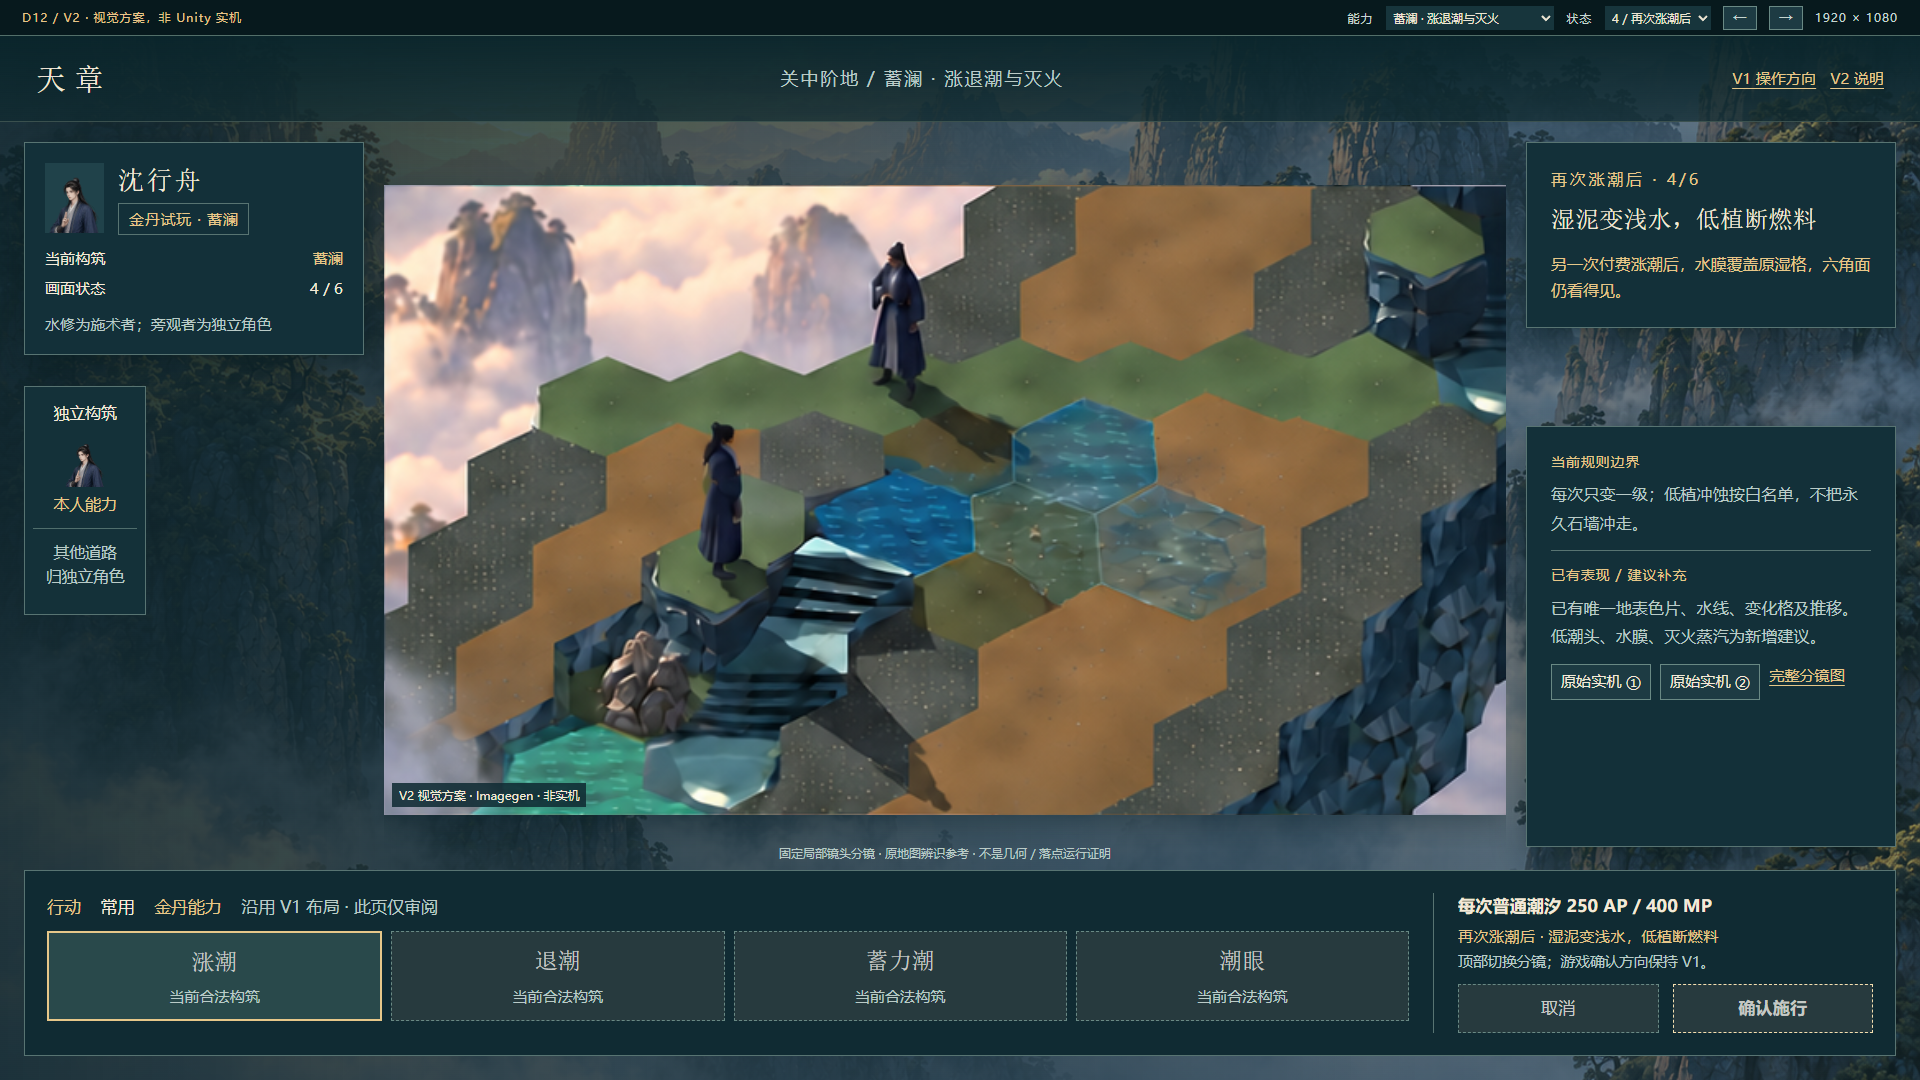 D12 / V2 · 视觉方案，非 Unity 实机
能力
蓄澜 · 涨退潮与灭火
状态
4 / 再次涨潮后
←
→
1920 × 1080
天章
关中阶地 / 蓄澜 · 涨退潮与灭火
V1 操作方向
V2 说明
沈行舟
金丹试玩 · 蓄澜
当前构筑
蓄澜
画面状态
4 / 6
水修为施术者；旁观者为独立角色
独立构筑
本人能力
其他道路
归独立角色
V2 视觉方案 · Imagegen · 非实机
固定局部镜头分镜 · 原地图辨识参考 · 不是几何 / 落点运行证明
再次涨潮后 · 4/6
湿泥变浅水，低植断燃料
另一次付费涨潮后，水膜覆盖原湿格，六角面
仍看得见。
当前规则边界
每次只变一级；低植冲蚀按白名单，不把永
久石墙冲走。
已有表现 / 建议补充
已有唯一地表色片、水线、变化格及推移。
低潮头、水膜、灭火蒸汽为新增建议。
原始实机 ①
原始实机 ②
完整分镜图
行动
常用
金丹能力
沿用 V1 布局 · 此页仅审阅
涨潮
当前合法构筑
退潮
当前合法构筑
蓄力潮
当前合法构筑
潮眼
当前合法构筑
每次普通潮汐 250 AP / 400 MP
再次涨潮后 · 湿泥变浅水，低植断燃料
顶部切换分镜；游戏确认方向保持 V1。
取消
确认施行